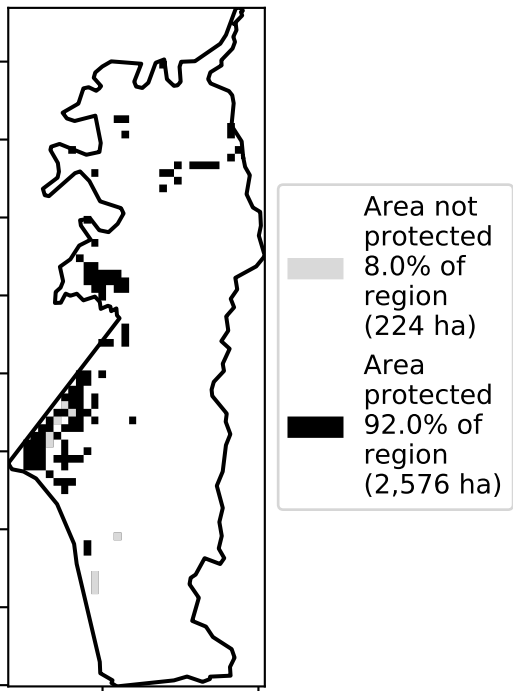 Area not
protected
8.0% of
region
(224 ha)
Area
protected
92.0% of
region
(2,576 ha)